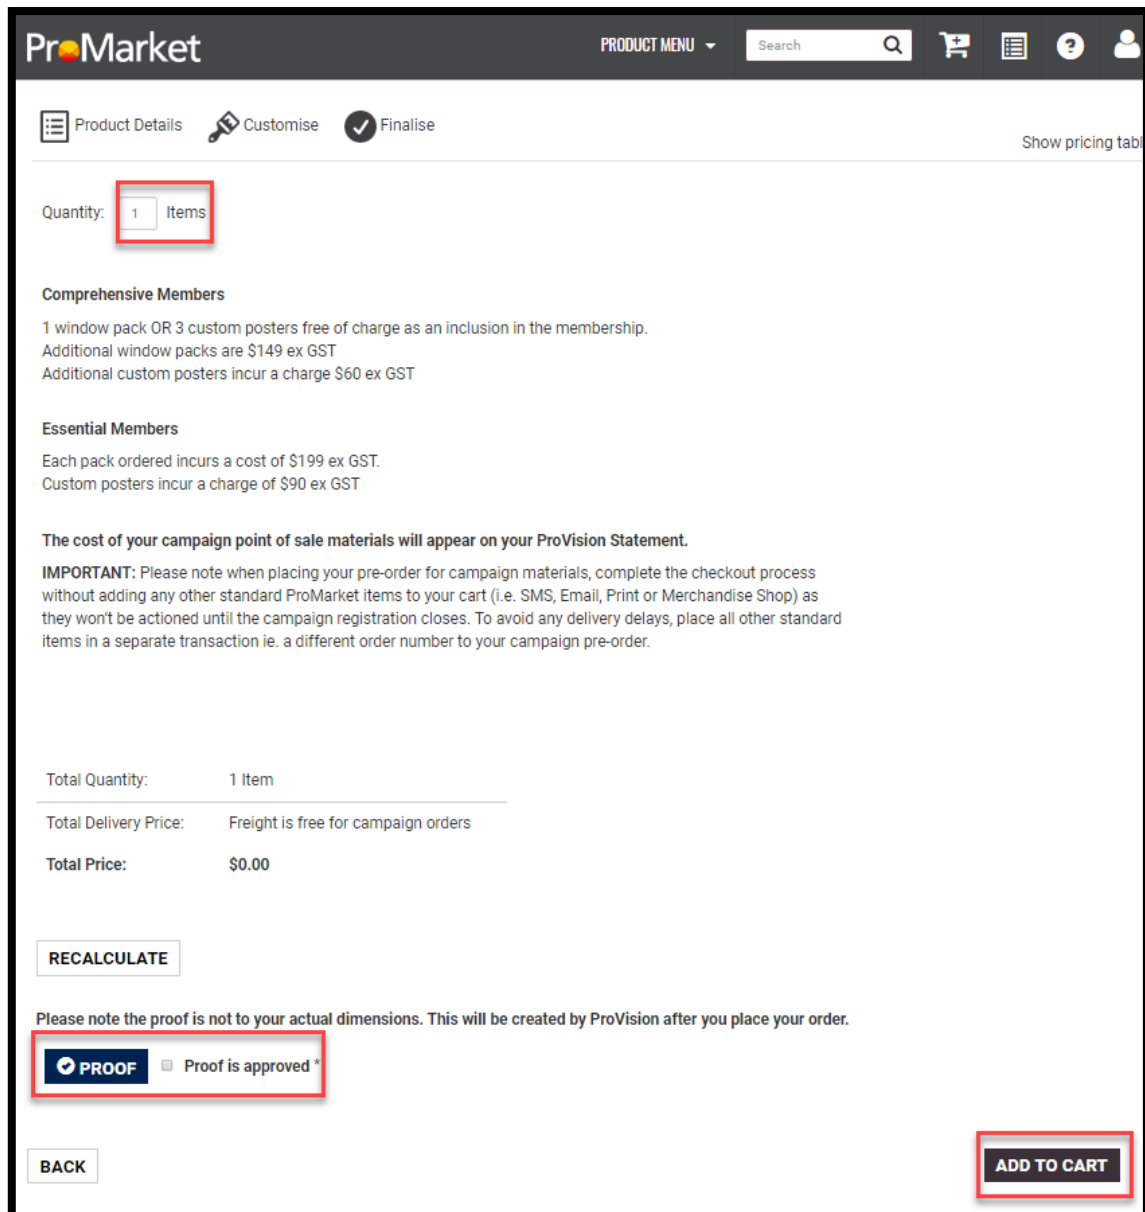 ProMarket
PRODUCT MENU
Search
?
Product Details
Customise
Finalise
Show pricing tabl
Quantity: 1 Items
Comprehensive Members
1 window pack OR 3 custom posters free of charge as an inclusion in the membership.
Additional window packs are $149 ex GST
Additional custom posters incur a charge $60 ex GST
Essential Members
Each pack ordered incurs a cost of $199 ex GST.
Custom posters incur a charge of $90 ex GST
The cost of your campaign point of sale materials will appear on your ProVision Statement.
IMPORTANT: Please note when placing your pre-order for campaign materials, complete the checkout process
without adding any other standard ProMarket items to your cart (i.e. SMS, Email, Print or Merchandise Shop) as
they won't be actioned until the campaign registration closes. To avoid any delivery delays, place all other standard
items in a separate transaction ie. a different order number to your campaign pre-order.
Total Quantity: 1 Item
Total Delivery Price: Freight is free for campaign orders
Total Price: $0.00
RECALCULATE
Please note the proof is not to your actual dimensions. This will be created by ProVision after you place your order.
PROOF Proof is approved *
BACK
ADD TO CART